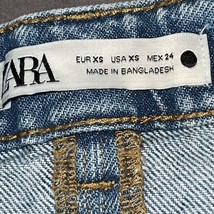 ZARA
EUR XS USA XS MEX 24
MADE IN BANGLADESH